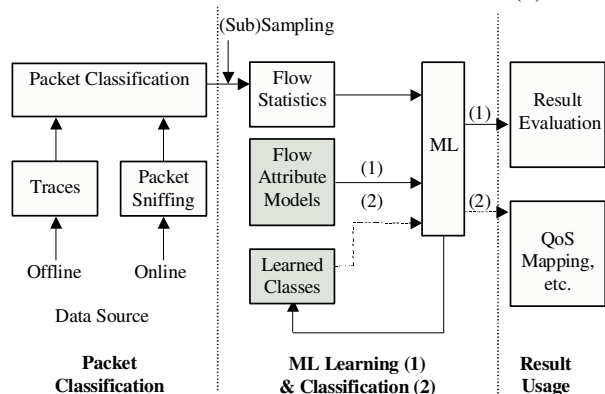 (Sub)Sampling
Packet Classification
Traces
Packet
Sniffing
Offline
Online
Data Source
Packet
Classification
Flow
Statistics
Flow
Attribute
Models
Learned
Classes
(1)
(2)
ML
ML Learning (1)
& Classification (2)
(1)
(2)
Result
Evaluation
QoS
Mapping,
etc.
Result
Usage